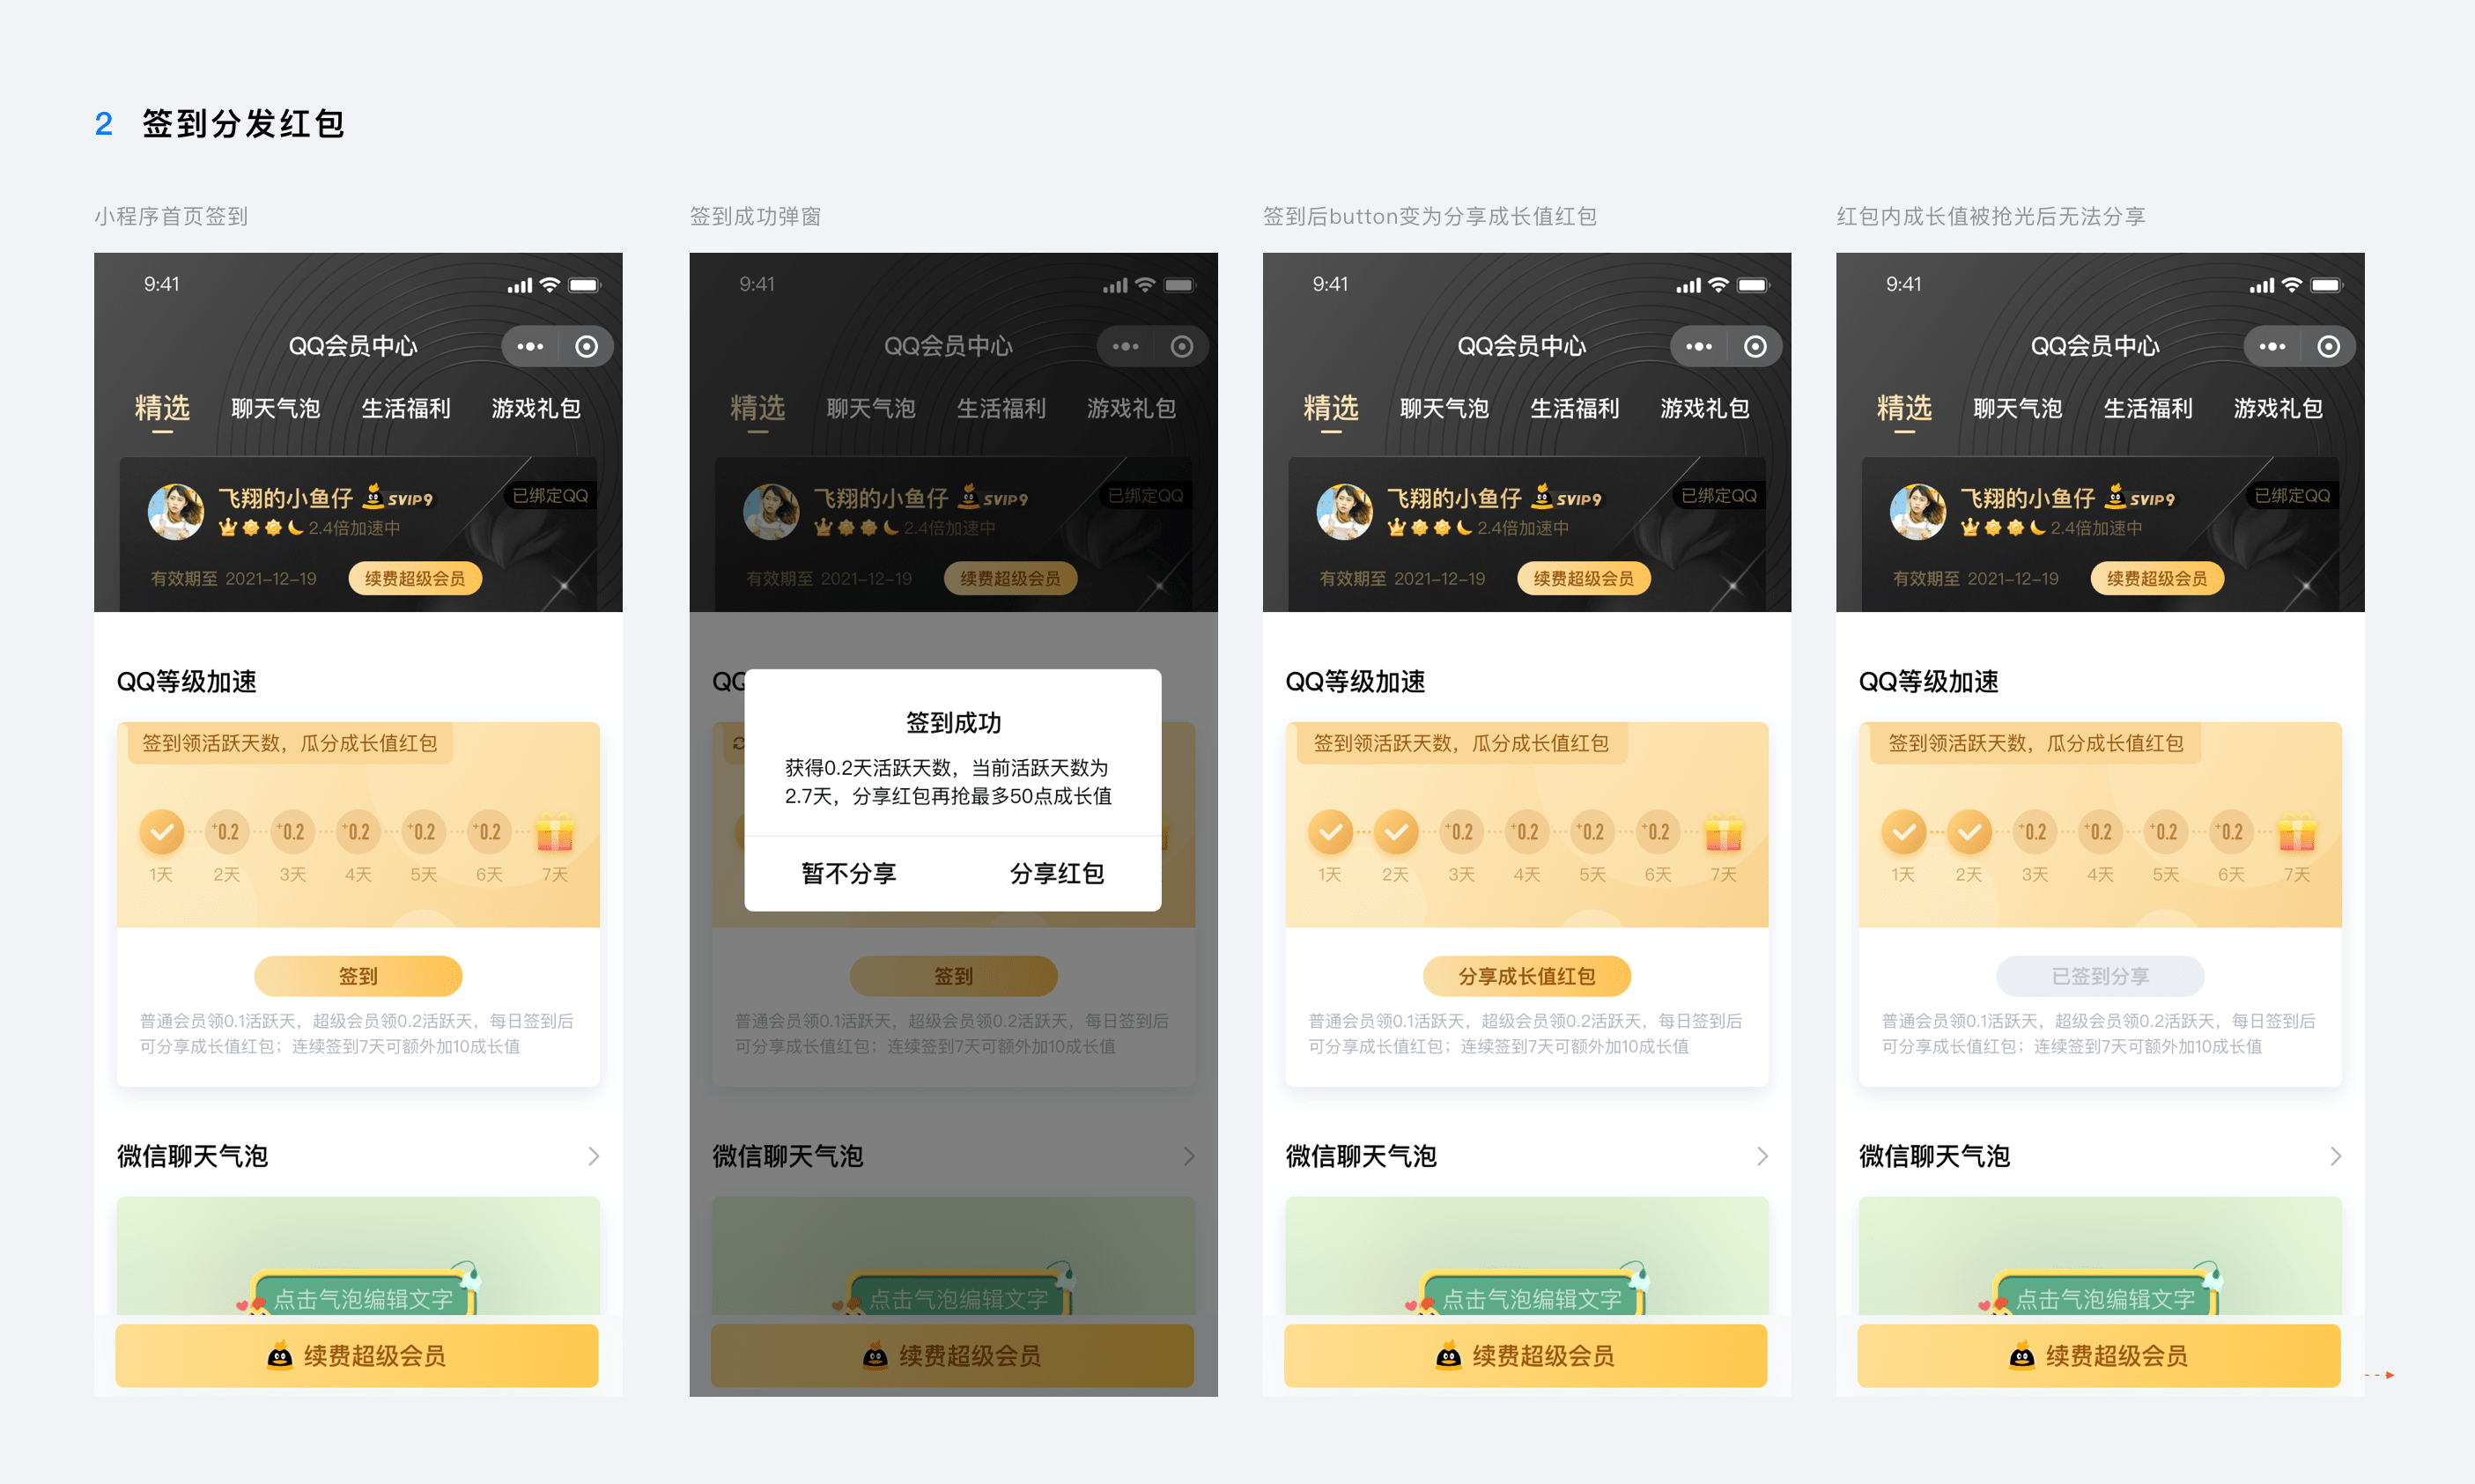 2 签到分发红包
小程序首页签到
9:41
QQ会员中心
精选 聊天气泡 生活福利 游戏礼包
飞翔的小鱼仔 SVIP9 已绑定QQ
2.4倍加速中
有效期至 2021-12-19 续费超级会员
QQ等级加速
签到领活跃天数，瓜分成长值红包
+0.2 +0.2 +0.2 +0.2 +0.2
1天 2天 3天 4天 5天 6天 7天
签到
普通会员领0.1活跃天，超级会员领0.2活跃天，每日签到后
可分享成长值红包；连续签到7天可额外加10成长值
微信聊天气泡
点击气泡编辑文字
续费超级会员
签到成功弹窗
9:41
QQ会员中心
精选 聊天气泡 生活福利 游戏礼包
飞翔的小鱼仔 SVIP9 已绑定QQ
2.4倍加速中
有效期至 2021-12-19 续费超级会员
QQ
签到成功
获得0.2天活跃天数，当前活跃天数为
2.7天，分享红包再抢最多50点成长值
暂不分享 分享红包
签到
普通会员领0.1活跃天，超级会员领0.2活跃天，每日签到后
可分享成长值红包；连续签到7天可额外加10成长值
微信聊天气泡
点击气泡编辑文字
续费超级会员
签到后button变为分享成长值红包
9:41
QQ会员中心
精选 聊天气泡 生活福利 游戏礼包
飞翔的小鱼仔 SVIP9 已绑定QQ
2.4倍加速中
有效期至 2021-12-19 续费超级会员
QQ等级加速
签到领活跃天数，瓜分成长值红包
+0.2 +0.2 +0.2 +0.2
1天 2天 3天 4天 5天 6天 7天
分享成长值红包
普通会员领0.1活跃天，超级会员领0.2活跃天，每日签到后
可分享成长值红包；连续签到7天可额外加10成长值
微信聊天气泡
点击气泡编辑文字
续费超级会员
红包内成长值被抢光后无法分享
9:41
QQ会员中心
精选 聊天气泡 生活福利 游戏礼包
飞翔的小鱼仔 SVIP9 已绑定QQ
2.4倍加速中
有效期至 2021-12-19 续费超级会员
QQ等级加速
签到领活跃天数，瓜分成长值红包
+0.2 +0.2 +0.2 +0.2
1天 2天 3天 4天 5天 6天 7天
已签到分享
普通会员领0.1活跃天，超级会员领0.2活跃天，每日签到后
可分享成长值红包；连续签到7天可额外加10成长值
微信聊天气泡
点击气泡编辑文字
续费超级会员